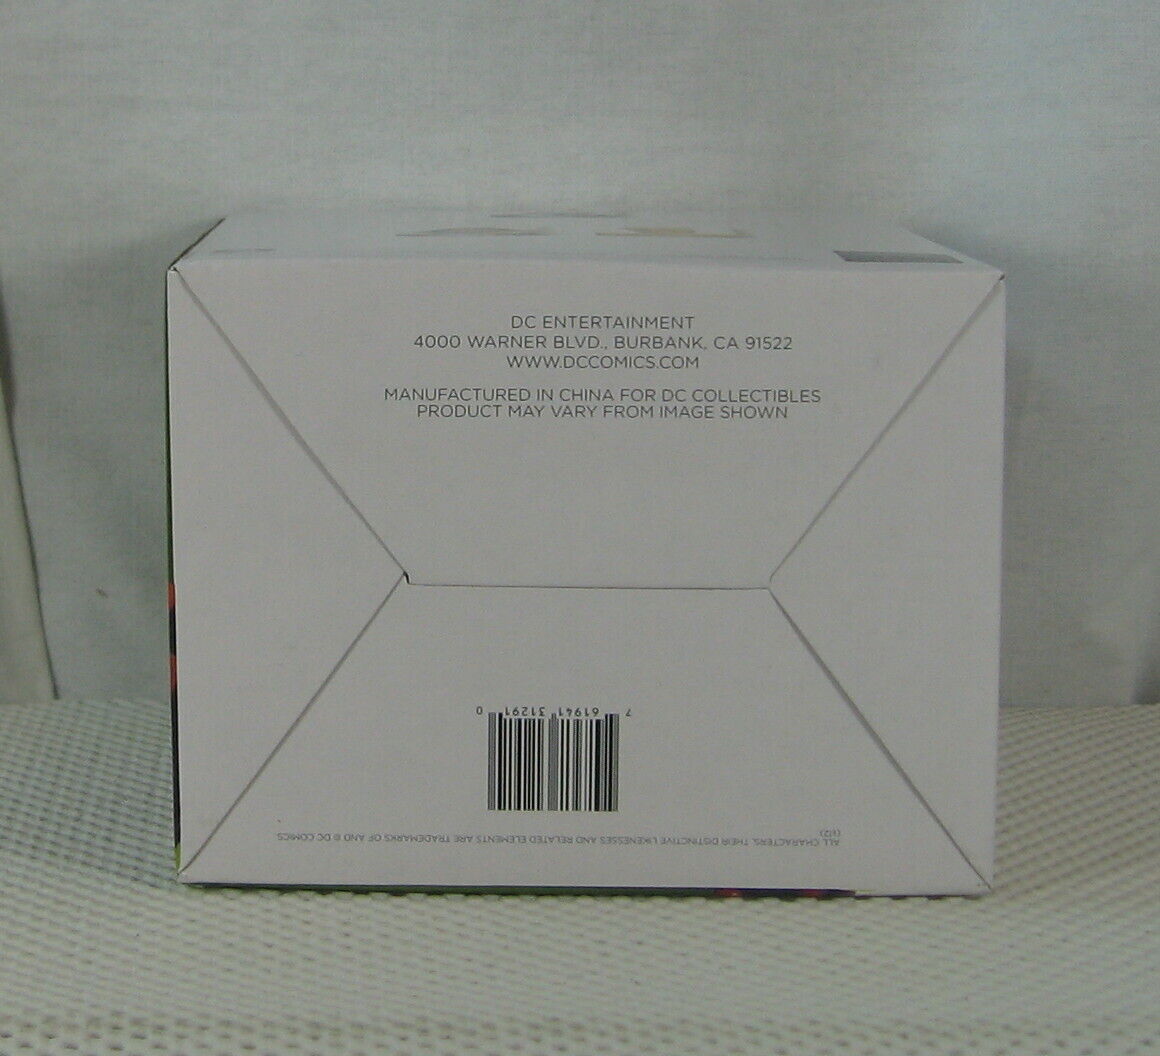 DC ENTERTAINMENT
4000 WARNER BLVD., BURBANK, CA 91522
WWW.DCCOMICS.COM
MANUFACTURED IN CHINA FOR DC COLLECTIBLES
PRODUCT MAY VARY FROM IMAGE SHOWN
7 61941 31291 0
ALL CHARACTERS, THEIR DISTINCTIVE LIKENESSES AND RELATED ELEMENTS ARE TRADEMARKS OF AND © DC COMICS